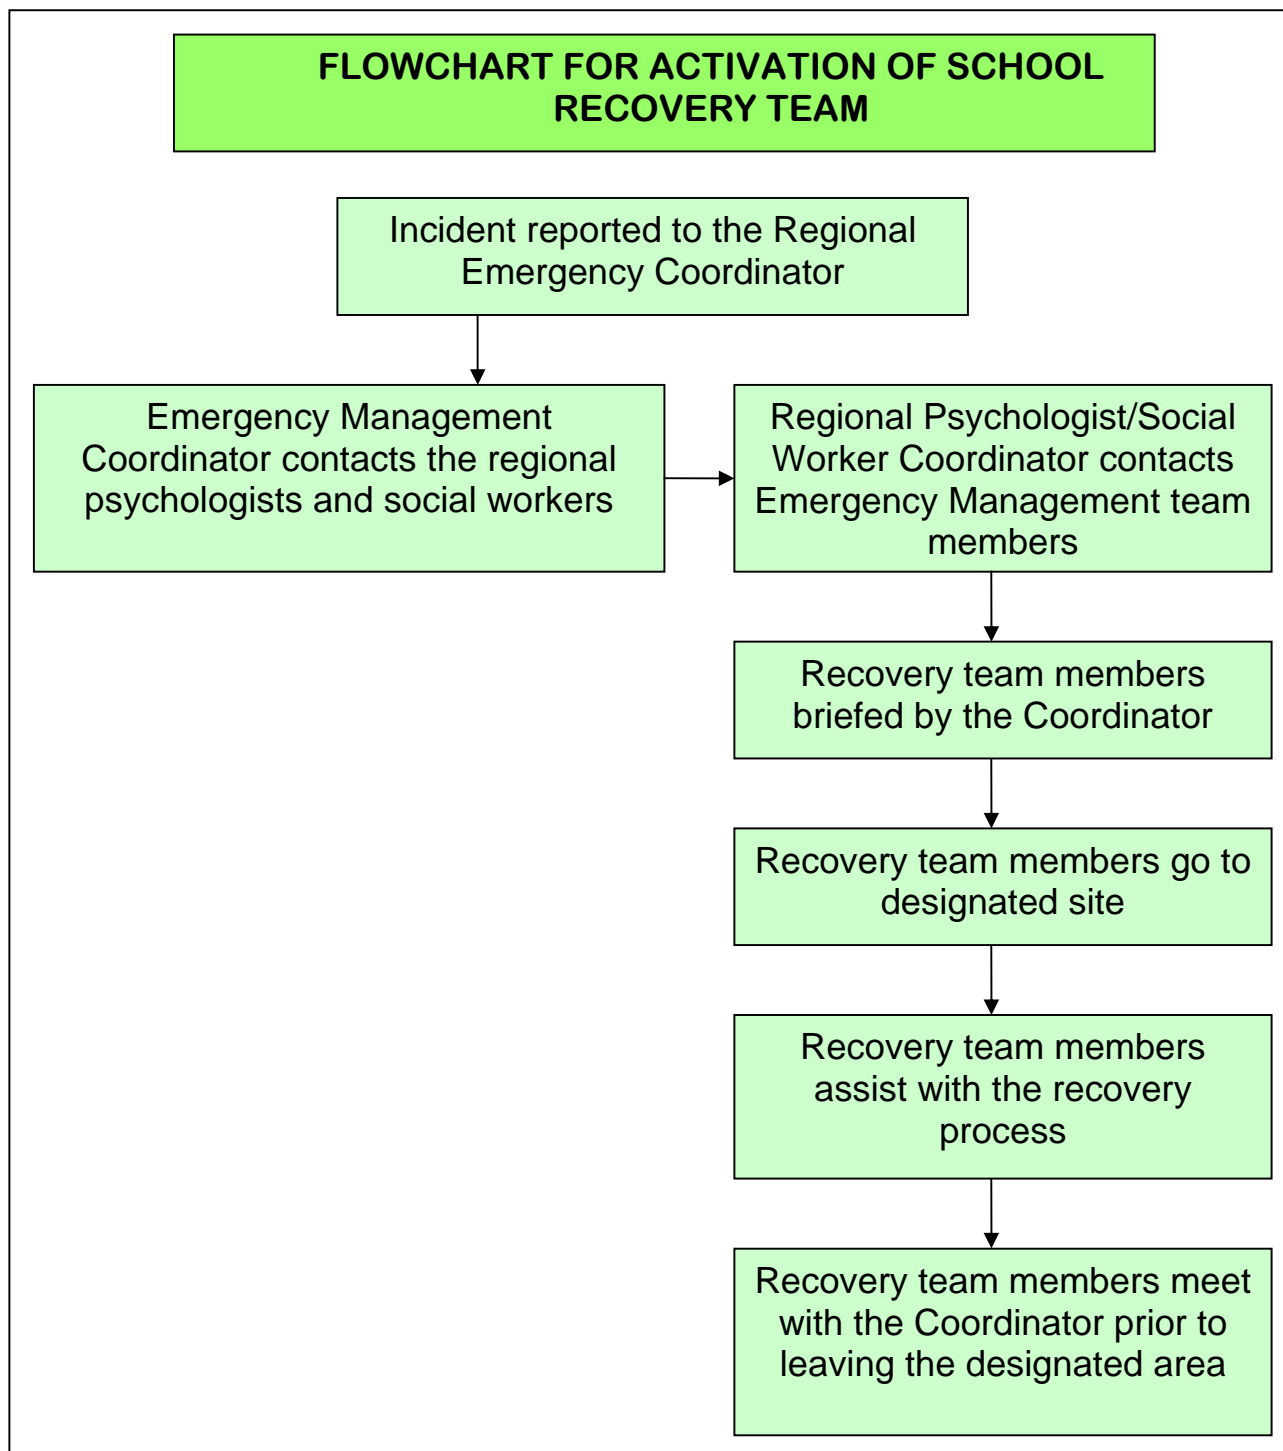 FLOWCHART FOR ACTIVATION OF SCHOOL
RECOVERY TEAM
Incident reported to the Regional
Emergency Coordinator
Emergency Management
Coordinator contacts the regional
psychologists and social workers
Regional Psychologist/Social
Worker Coordinator contacts
Emergency Management team
members
Recovery team members
briefed by the Coordinator
Recovery team members go to
designated site
Recovery team members
assist with the recovery
process
Recovery team members meet
with the Coordinator prior to
leaving the designated area